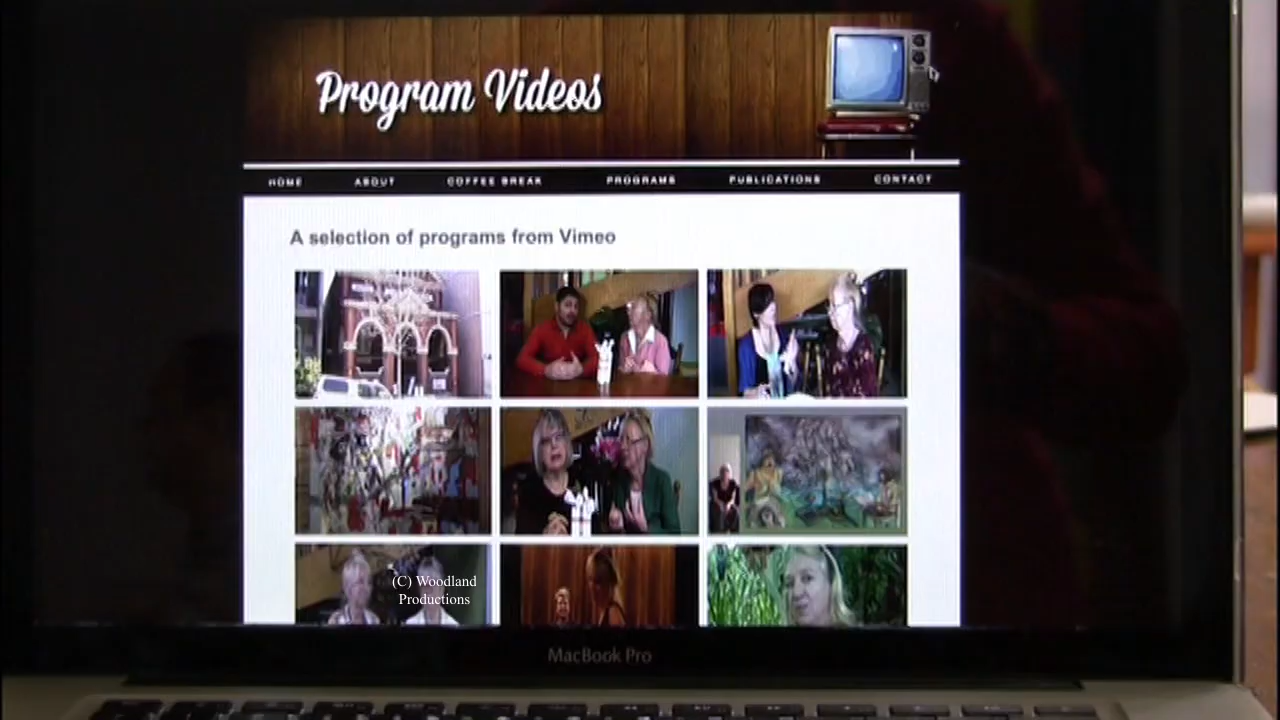 Program Videos
HOME ABOUT COFFEE BREAK PROGRAMS PUBLICATIONS CONTACT
A selection of programs from Vimeo
(C) Woodland
Productions
MacBook Pro